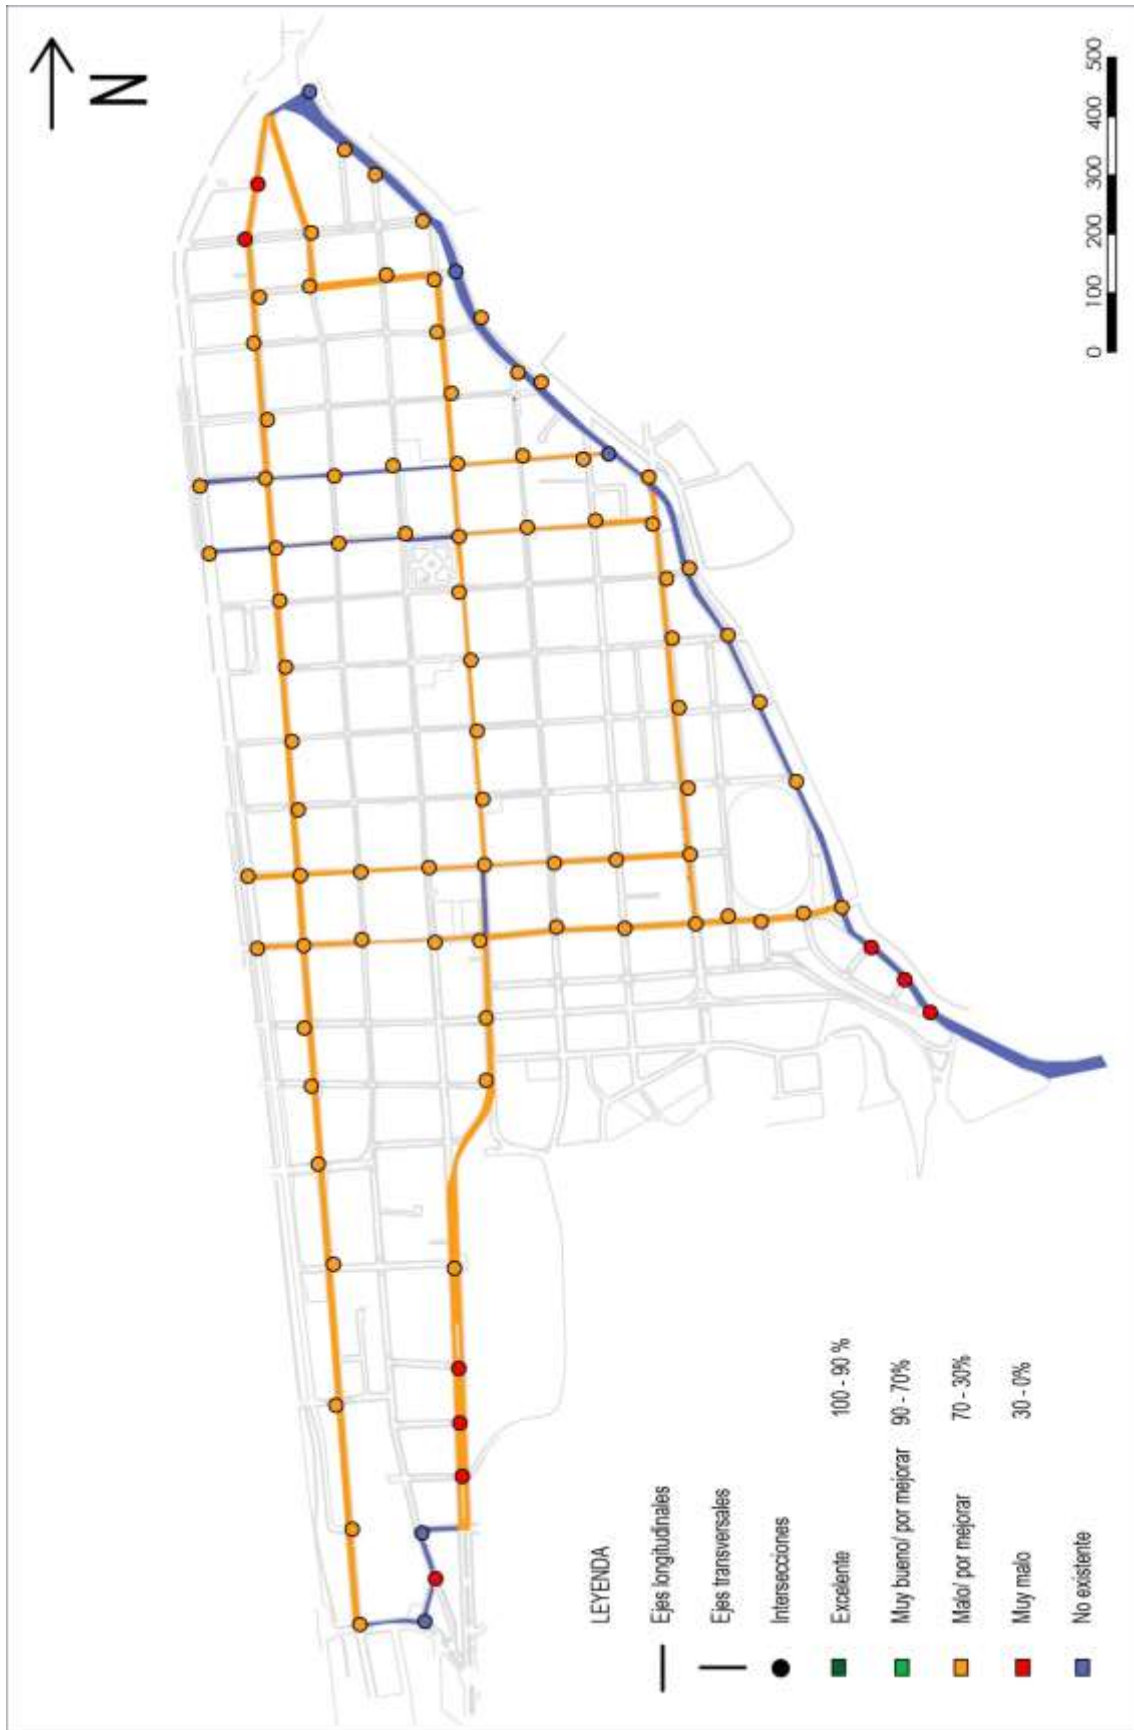 N
0 100 200 300 400 500
LEYENDA
Ejes longitudinales
Ejes transversales
Intersecciones
Excelente 100 - 90 %
Muy bueno/ por mejorar 90 - 70%
Malo/ por mejorar 70 - 30%
Muy malo 30 - 0%
No existente